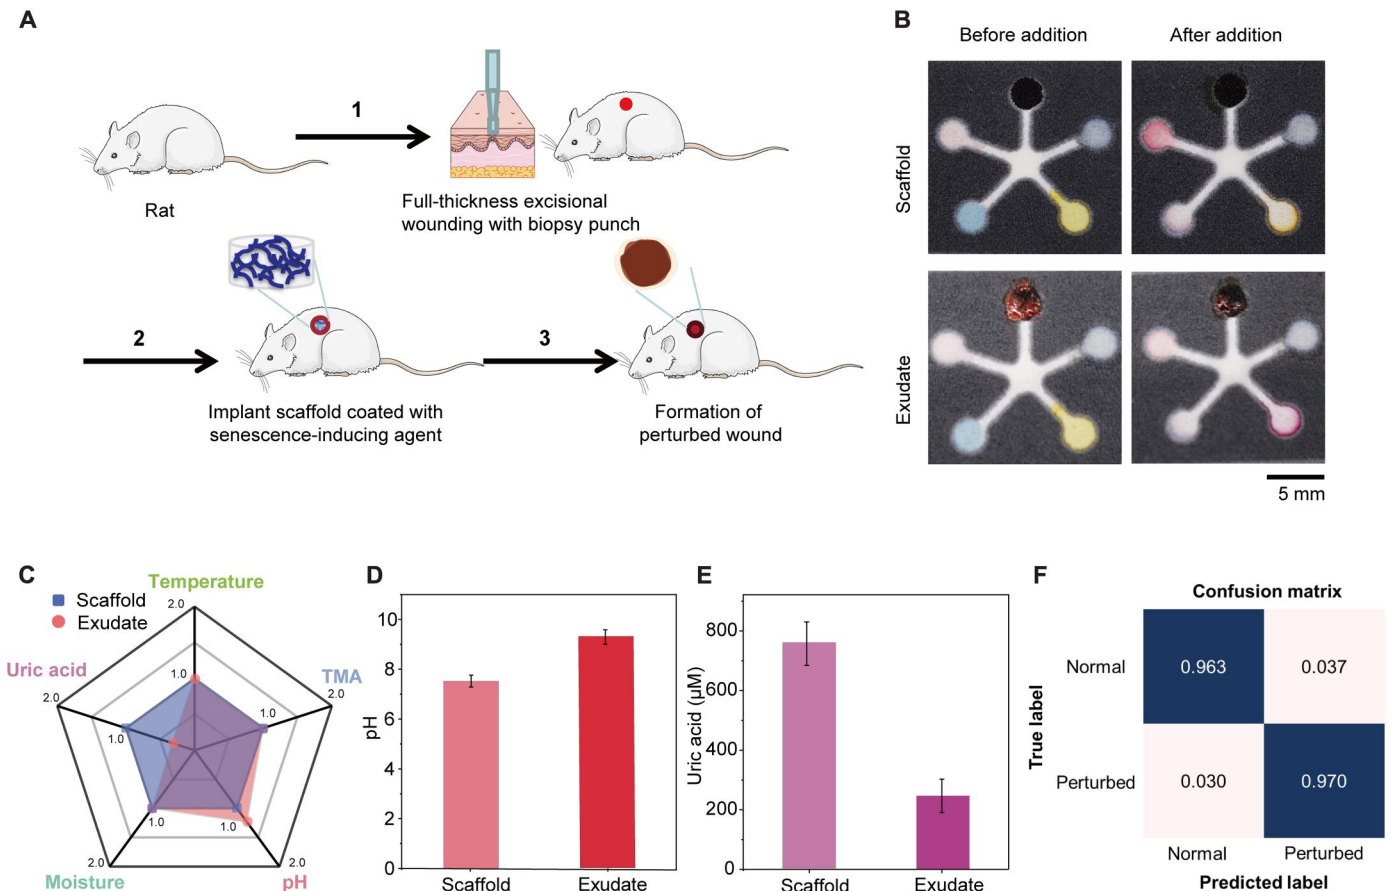 A
1
Rat
Full-thickness excisional
wounding with biopsy punch
2
Implant scaffold coated with
senescence-inducing agent
3
Formation of
perturbed wound
B
Before addition
After addition
Scaffold
Exudate
5 mm
C
Temperature
Scaffold
Exudate
2.0
1.0
Uric acid
2.0
1.0
TMA
2.0
1.0
Moisture
2.0
1.0
pH
2.0
1.0
D
pH
10
8
6
4
2
0
Scaffold
Exudate
E
Uric acid (µM)
800
600
400
200
0
Scaffold
Exudate
F
Confusion matrix
True label
Normal
0.963
0.037
Perturbed
0.030
0.970
Normal
Perturbed
Predicted label